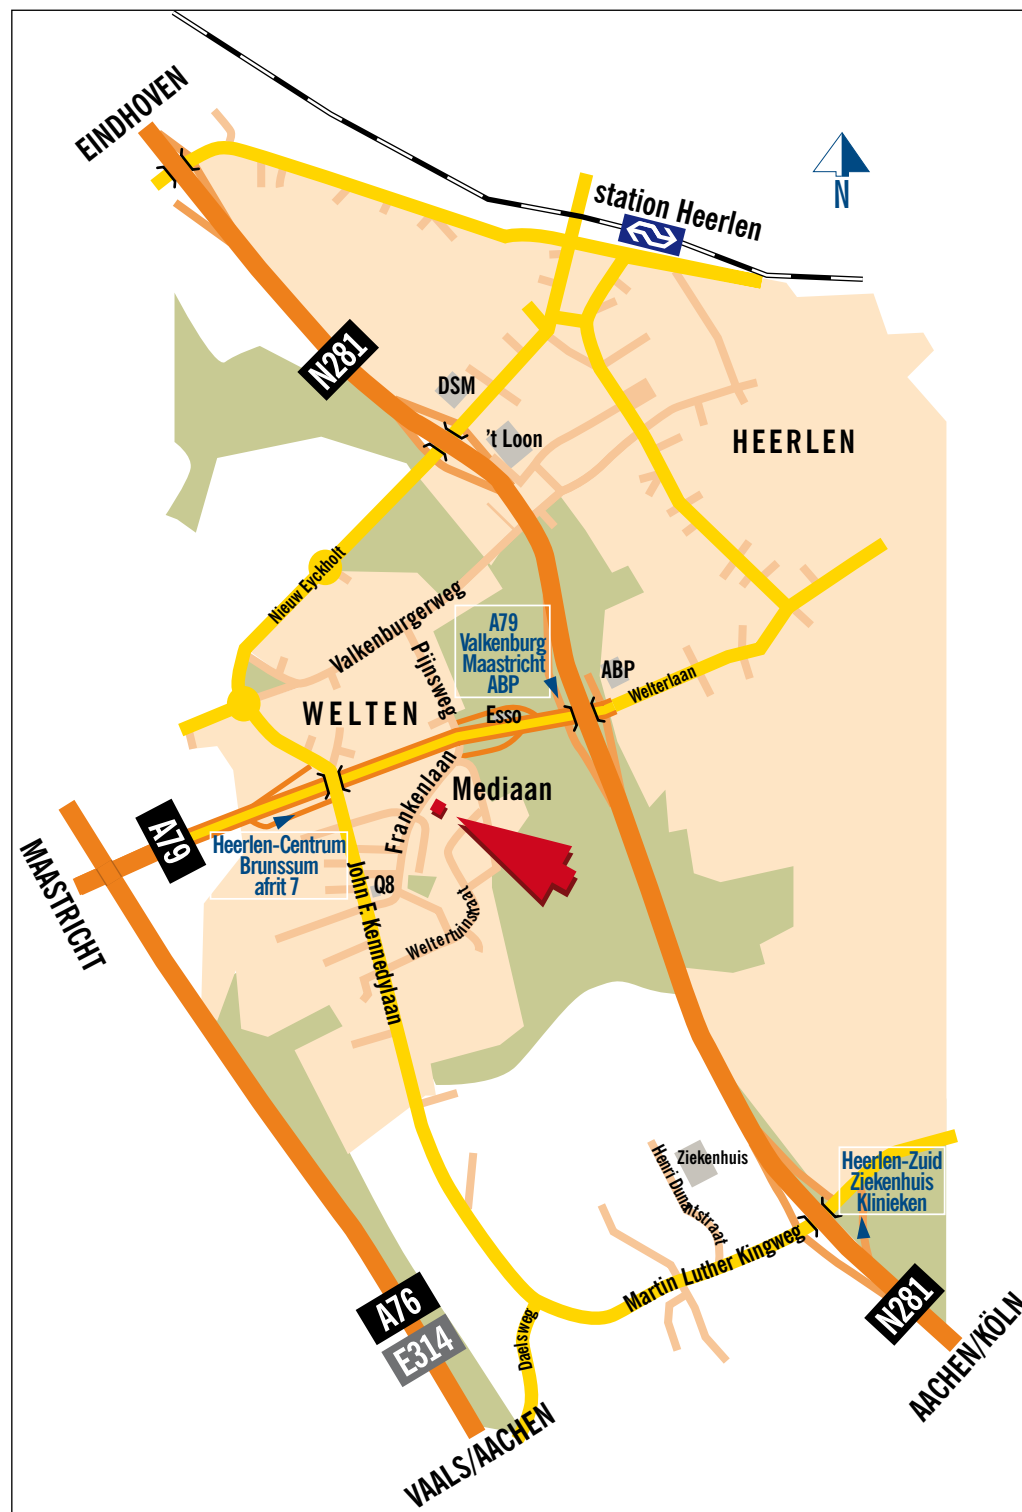 EINDHOVEN
N
station Heerlen
N281
DSM
't Loon
HEERLEN
Nieuw Eyckholt
Valkenburgerweg
Pijnsweg
A79
Valkenburg
Maastricht
ABP
ABP
Welterlaan
WELTEN
Esso
Frankenlaan
Mediaan
A79
MAASTRICHT
Heerlen-Centrum
Brunssum
afrit 7
Q8
John F. Kennedylaan
Weltertuinstraat
Ziekenhuis
Henri Dunantstraat
Heerlen-Zuid
Ziekenhuis
Klinieken
Martin Luther Kingweg
N281
A76
E314
Daelsweg
AACHEN/KÖLN
VAALS/AACHEN